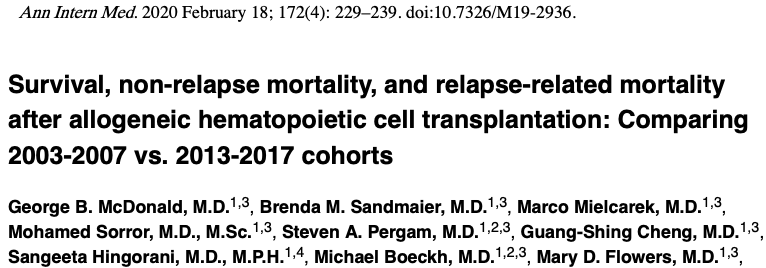 Ann Intern Med. 2020 February 18; 172(4): 229–239. doi:10.7326/M19-2936.
Survival, non-relapse mortality, and relapse-related mortality
after allogeneic hematopoietic cell transplantation: Comparing
2003-2007 vs. 2013-2017 cohorts
George B. McDonald, M.D.1,3, Brenda M. Sandmaier, M.D.1,3, Marco Mielcarek, M.D.1,3,
Mohamed Sorror, M.D., M.Sc.1,3, Steven A. Pergam, M.D.1,2,3, Guang-Shing Cheng, M.D.1,3,
Sangeeta Hingorani, M.D., M.P.H.1,4, Michael Boeckh, M.D.1,2,3, Mary D. Flowers, M.D.1,3,